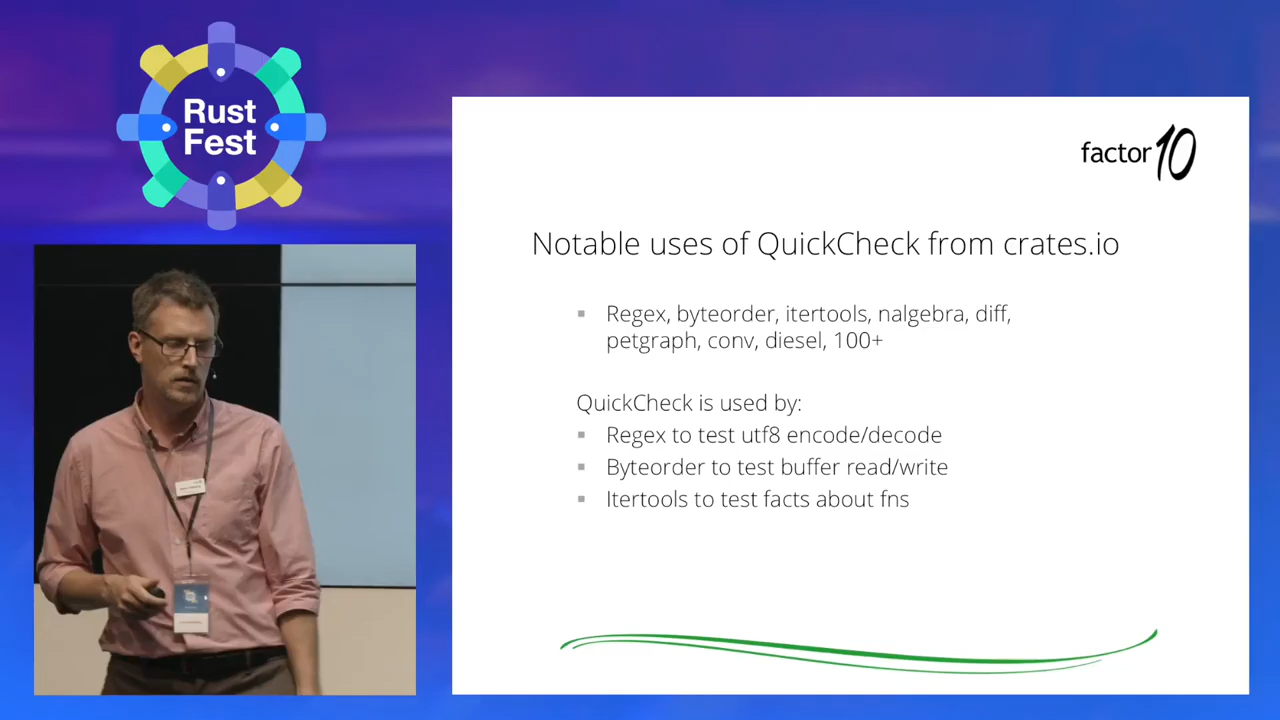 Rust
Fest
factor10
Notable uses of QuickCheck from crates.io
Regex, byteorder, itertools, nalgebra, diff,
petgraph, conv, diesel, 100+
QuickCheck is used by:
Regex to test utf8 encode/decode
Byteorder to test buffer read/write
Itertools to test facts about fns